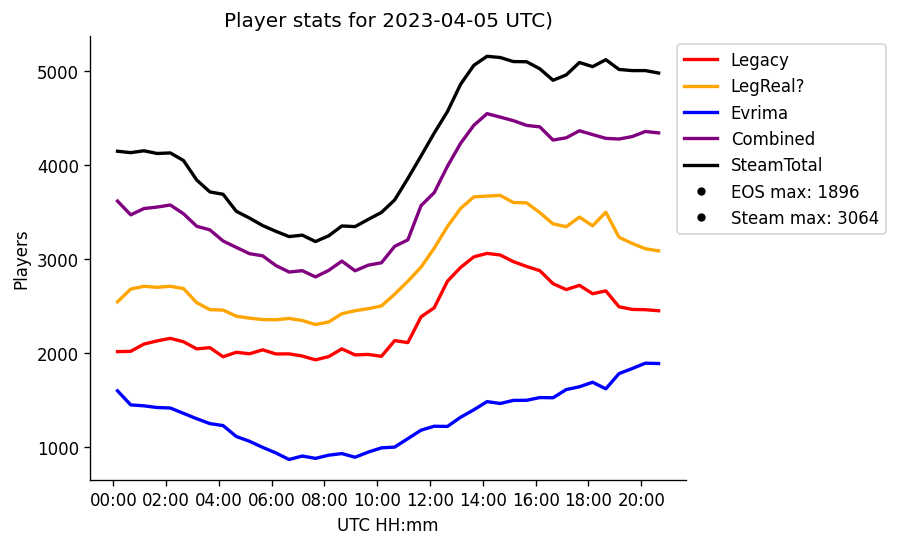 Player stats for 2023-04-05 UTC)
Players
5000
4000
3000
2000
1000
00:00 02:00 04:00 06:00 08:00 10:00 12:00 14:00 16:00 18:00 20:00
UTC HH:mm
Legacy
LegReal?
Evrima
Combined
SteamTotal
EOS max: 1896
Steam max: 3064